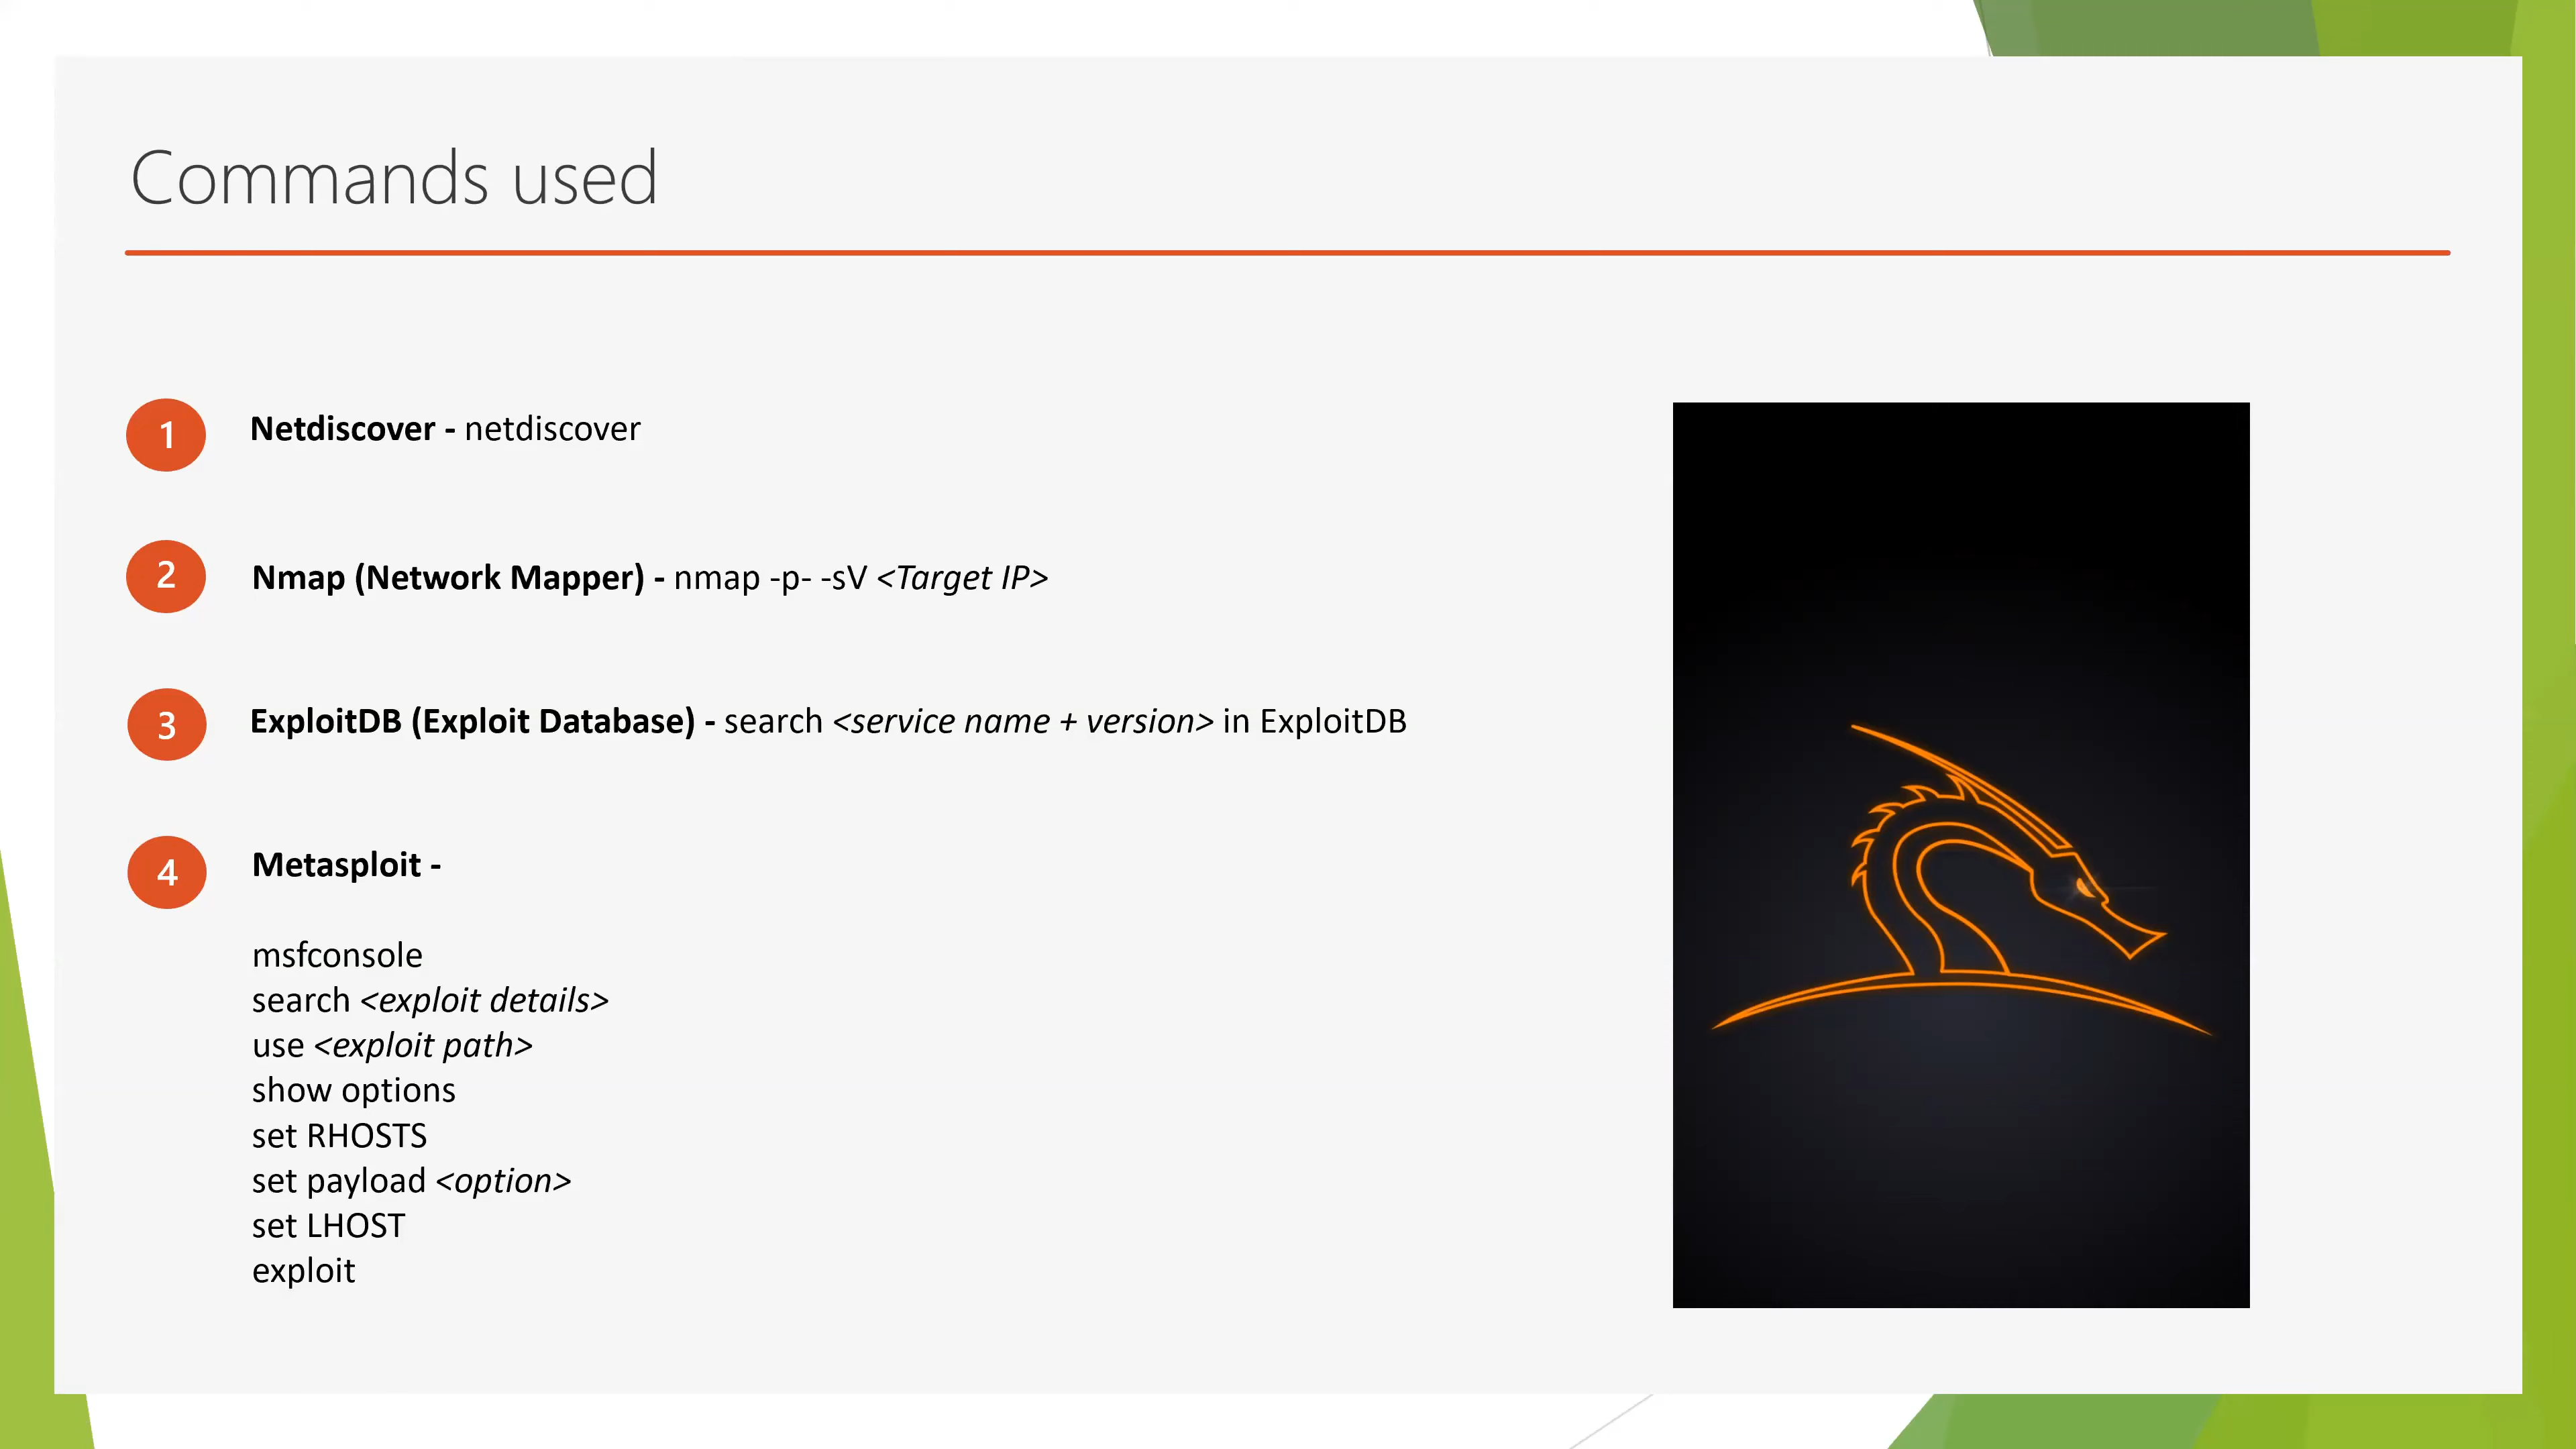 Commands used
1 Netdiscover - netdiscover
2 Nmap (Network Mapper) - nmap -p- -sV <Target IP>
3 ExploitDB (Exploit Database) - search <service name + version> in ExploitDB
4 Metasploit -
msfconsole
search <exploit details>
use <exploit path>
show options
set RHOSTS
set payload <option>
set LHOST
exploit